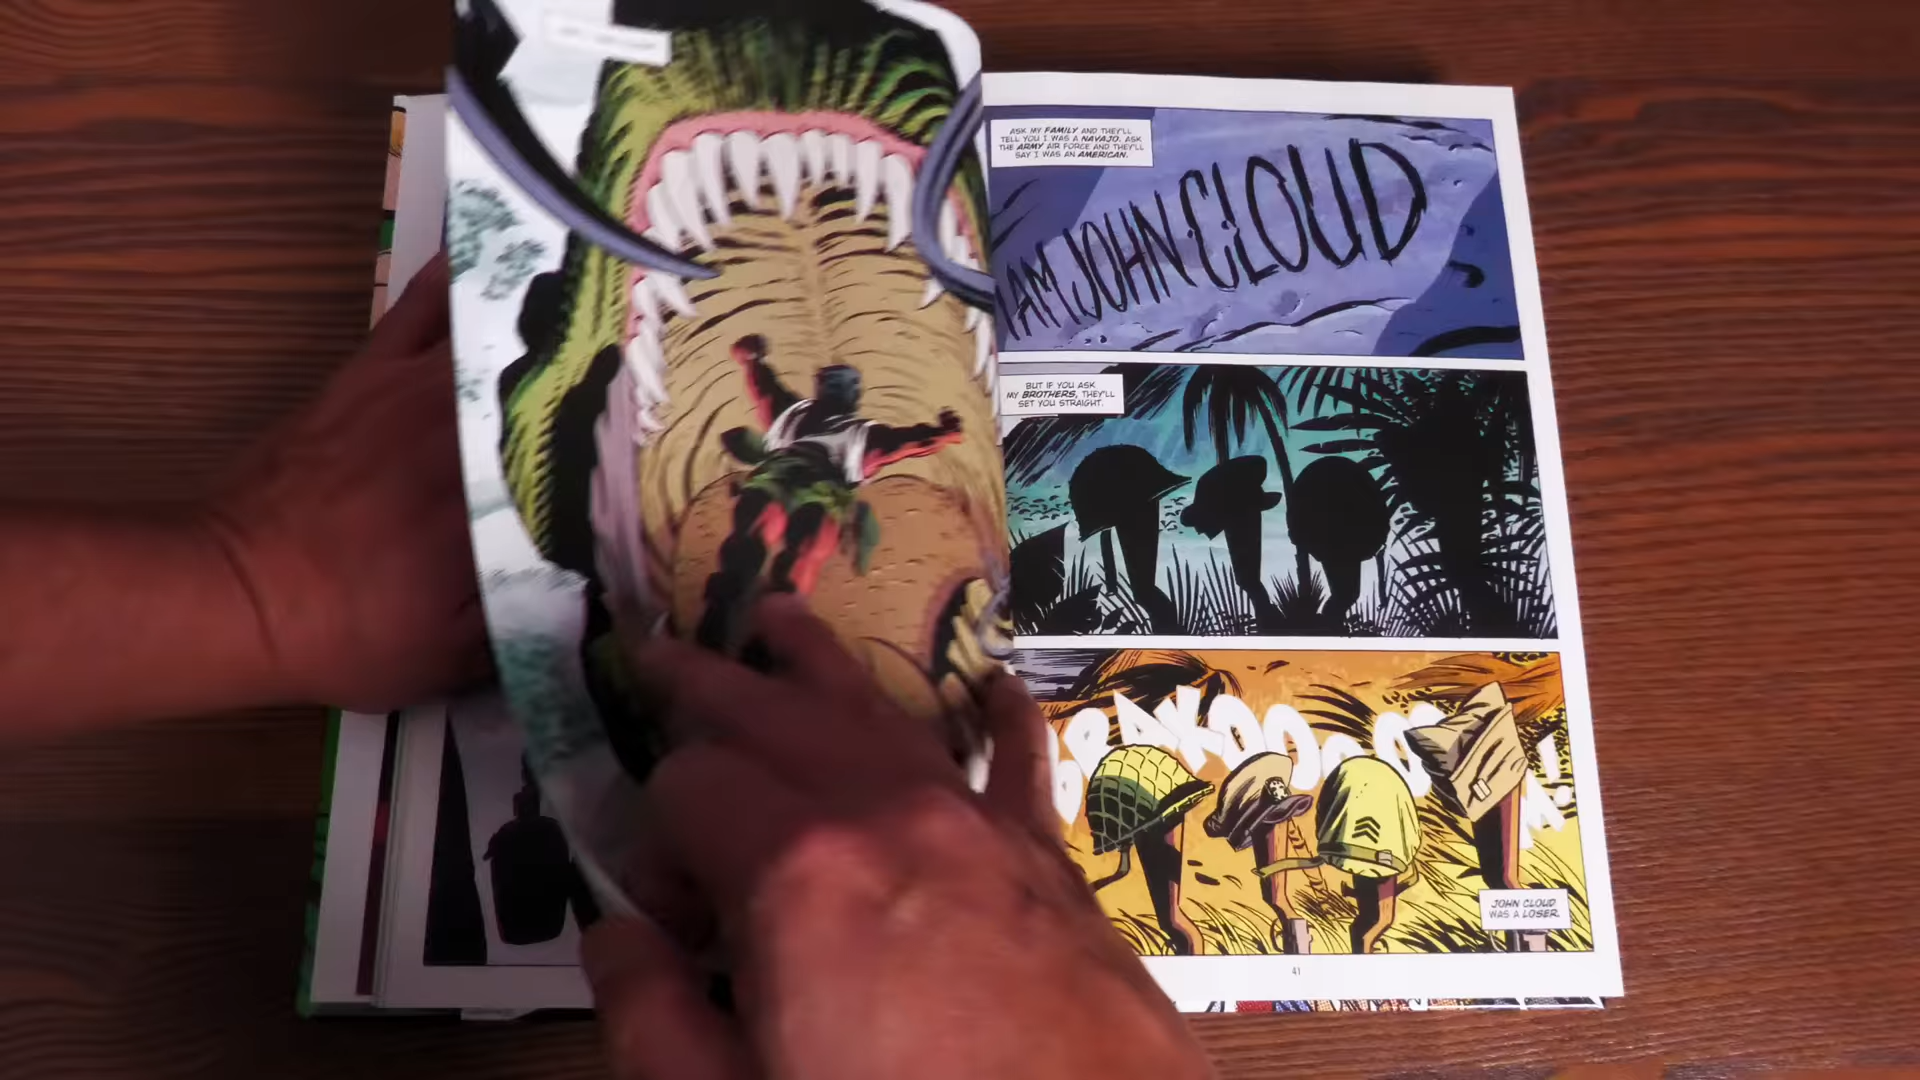 ASK MY FAMILY AND THEY'LL
TELL YOU I WAS A NAVAJO. ASK
THE ARMY AIR FORCE AND THEY'LL
SAY I WAS AN AMERICAN.
I AM JOHN CLOUD
BUT IF YOU ASK
MY BROTHERS, THEY'LL
SET YOU STRAIGHT.
JOHN CLOUD
WAS A LOSER.
41